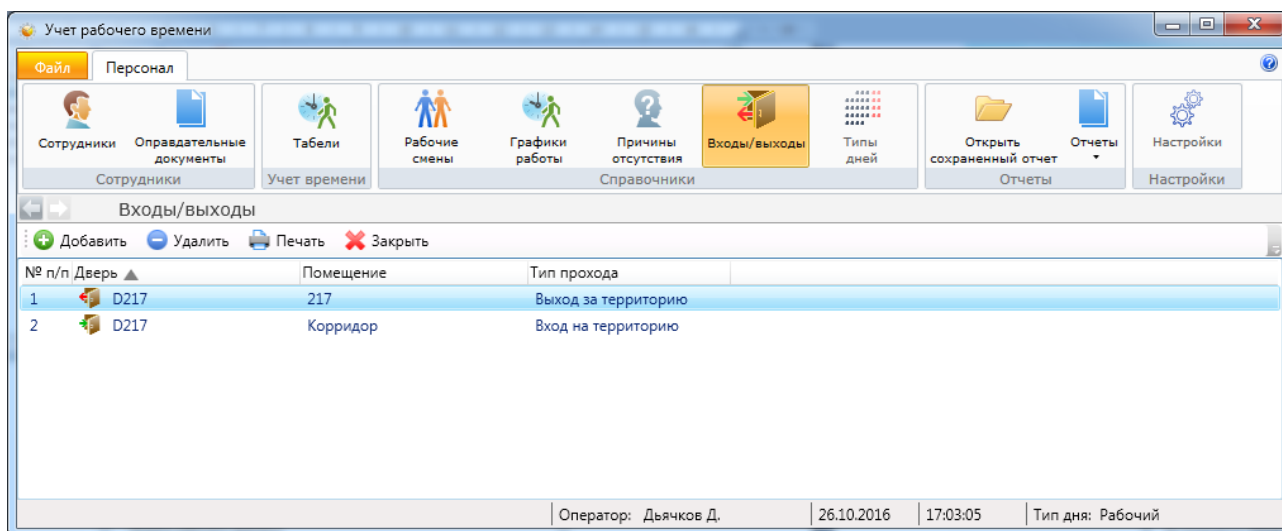 Учет рабочего времени
Файл Персонал
Сотрудники Оправдательные документы Табели Рабочие смены Графики работы Причины отсутствия Входы/выходы Типы дней Открыть сохраненный отчет Отчеты Настройки
Сотрудники Учет времени Справочники Отчеты Настройки
Входы/выходы
Добавить Удалить Печать Закрыть
№ п/п Дверь Помещение Тип прохода
1 D217 217 Выход за территорию
2 D217 Корридор Вход на территорию
Оператор: Дьячков Д. 26.10.2016 17:03:05 Тип дня: Рабочий